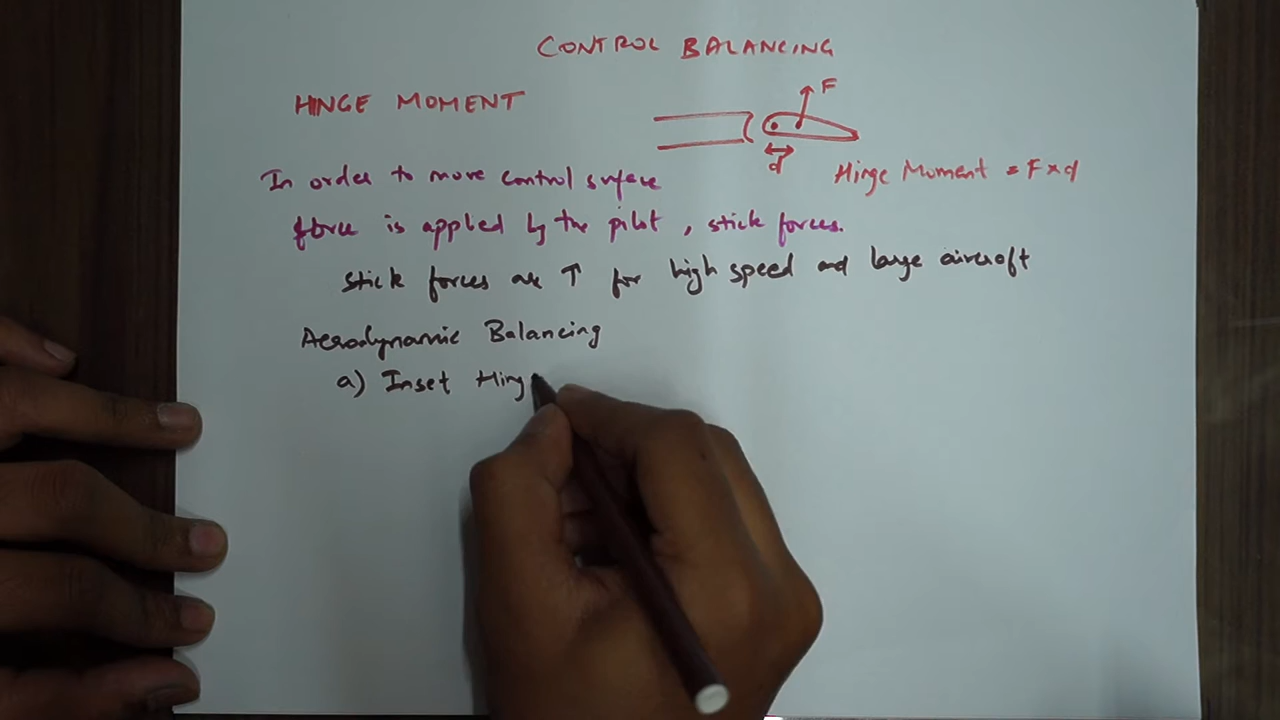 CONTROL BALANCING
HINGE MOMENT
F
d
Hinge Moment = F x d
In order to move control surface
force is applied by the pilot, stick forces.
stick forces are ↑ for high speed and large aircraft
Aerodynamic Balancing
a) Inset Hing